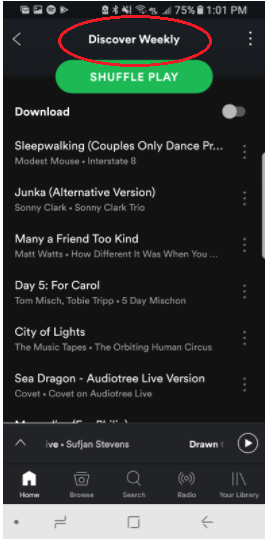 75% 1:01 PM
Discover Weekly
SHUFFLE PLAY
Download
Sleepwalking (Couples Only Dance Pr...
Modest Mouse • Interstate 8
Junka (Alternative Version)
Sonny Clark • Sonny Clark Trio
Many a Friend Too Kind
Matt Watts • How Different It Was When You ...
Day 5: For Carol
Tom Misch, Tobie Tripp • 5 Day Mischon
City of Lights
The Music Tapes • The Orbiting Human Circus
Sea Dragon - Audiotree Live Version
Covet • Covet on Audiotree Live
ive • Sufjan Stevens Drawn t
Home Browse Search Radio Your Library